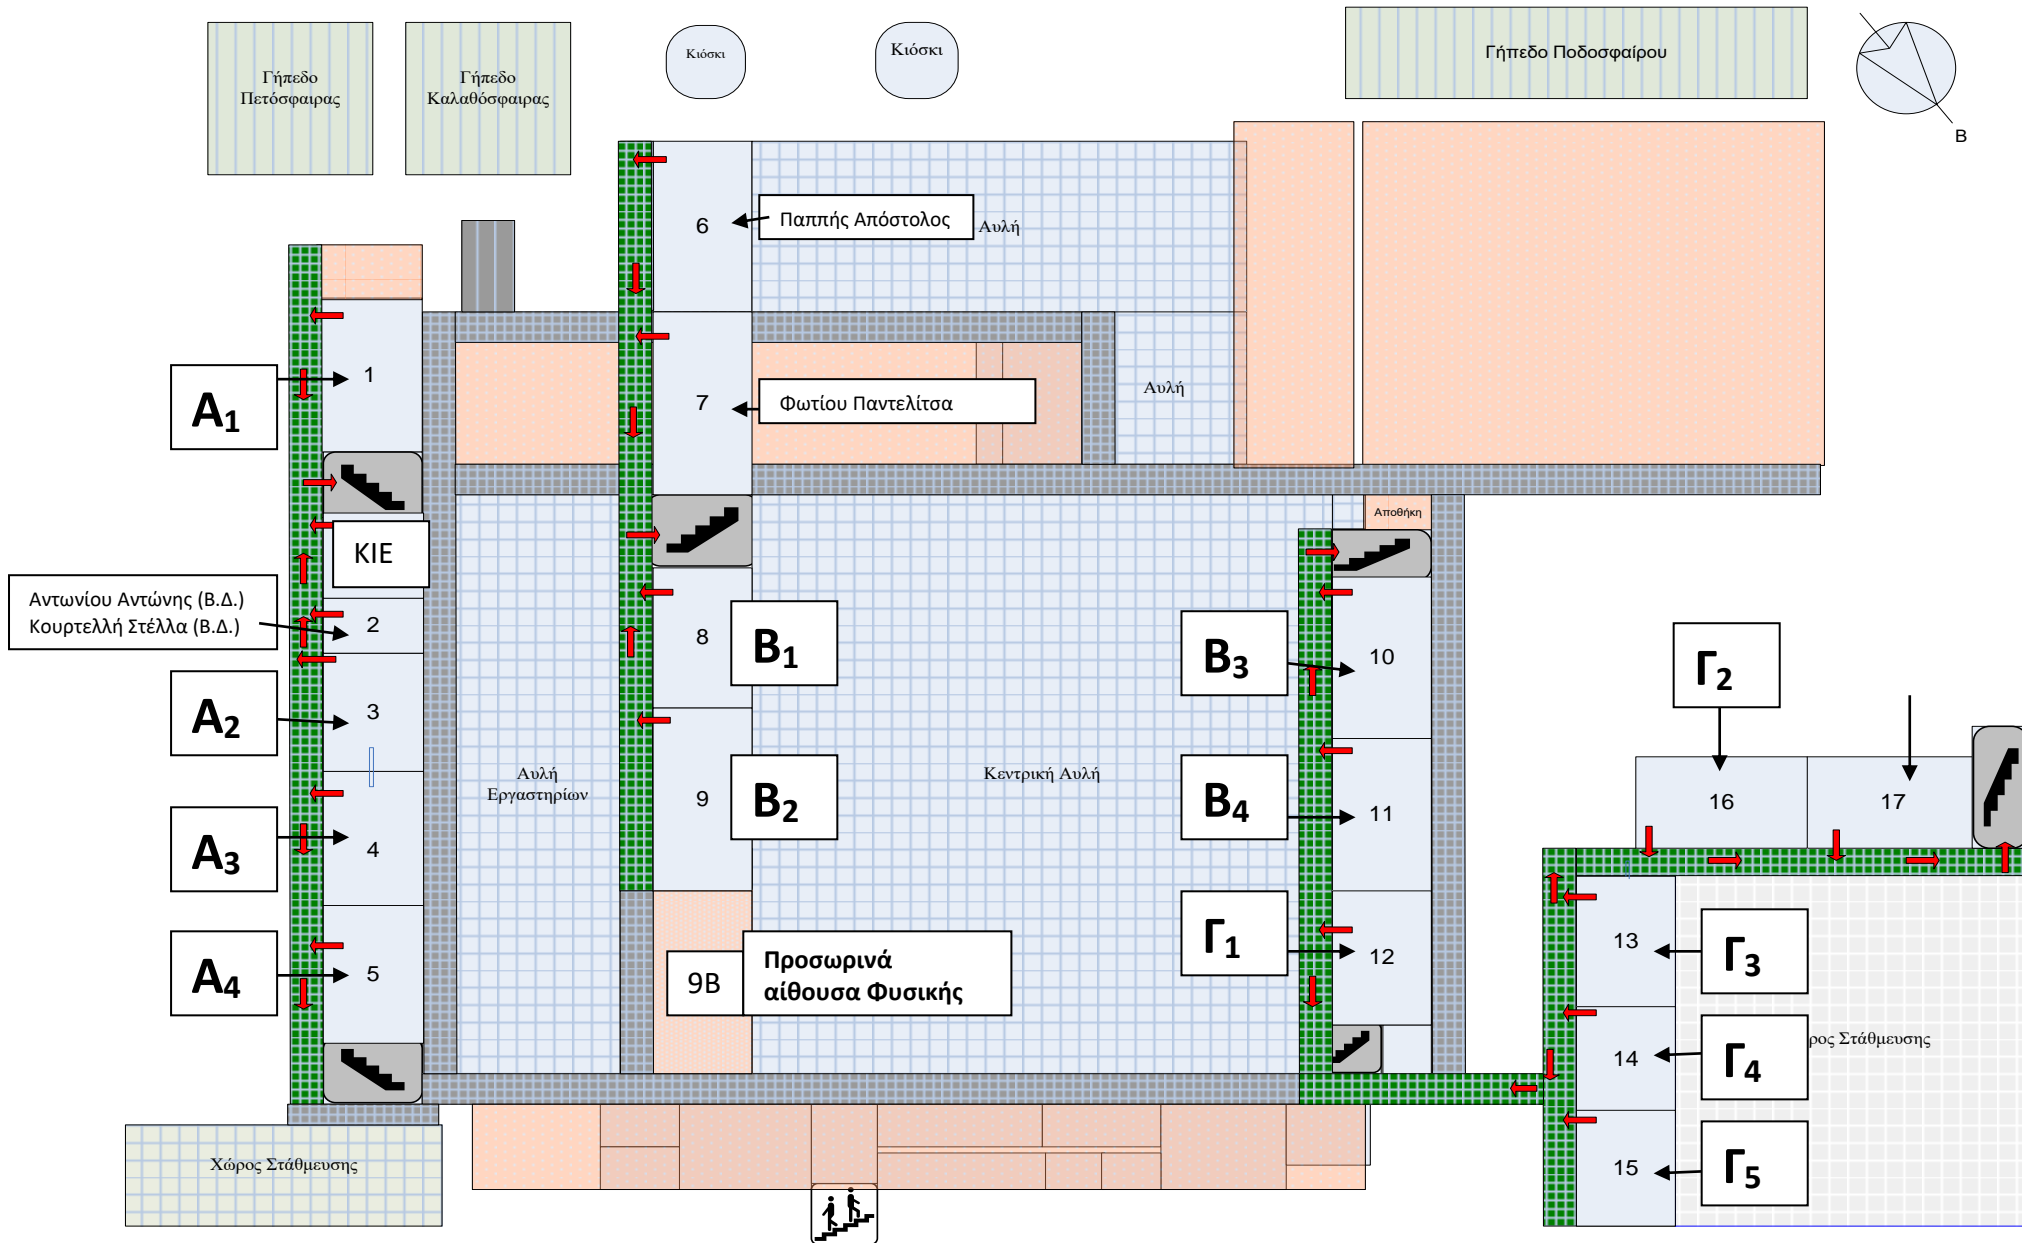 Γήπεδο
Πετόσφαιρας
Γήπεδο
Καλαθόσφαιρας
Κιόσκι
Κιόσκι
Γήπεδο Ποδοσφαίρου
Β
6
Παππής Απόστολος
Αυλή
1
Α1
7
Φωτίου Παντελίτσα
Αυλή
ΚΙΕ
Αποθήκη
Αντωνίου Αντώνης (Β.Δ.)
Κουρτελλή Στέλλα (Β.Δ.)
2
8
Β1
Β3
10
Γ2
Α2
3
Αυλή
Εργαστηρίων
9
Β2
Κεντρική Αυλή
Β4
11
16
17
Α3
4
Α4
5
9Β
Προσωρινά
αίθουσα Φυσικής
Γ1
12
13
Γ3
14
Γ4
ρος Στάθμευσης
15
Γ5
Χώρος Στάθμευσης